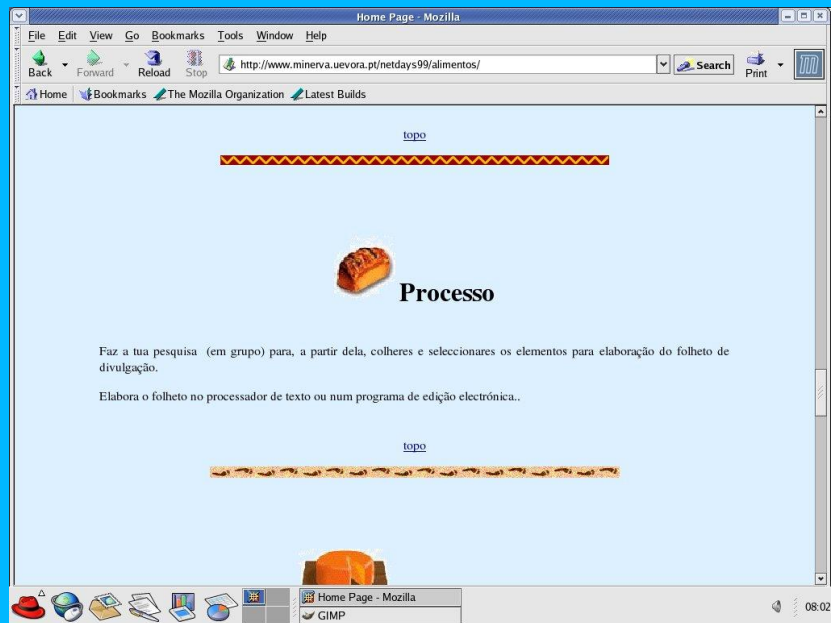 Home Page - Mozilla
File Edit View Go Bookmarks Tools Window Help
Back Forward Reload Stop http://www.minerva.uevora.pt/netdays99/alimentos/ Search Print
Home Bookmarks The Mozilla Organization Latest Builds
topo
Processo
Faz a tua pesquisa (em grupo) para, a partir dela, colheres e seleccionares os elementos para elaboração do folheto de
divulgação.
Elabora o folheto no processador de texto ou num programa de edição electrónica..
topo
Home Page - Mozilla
GIMP
08:02